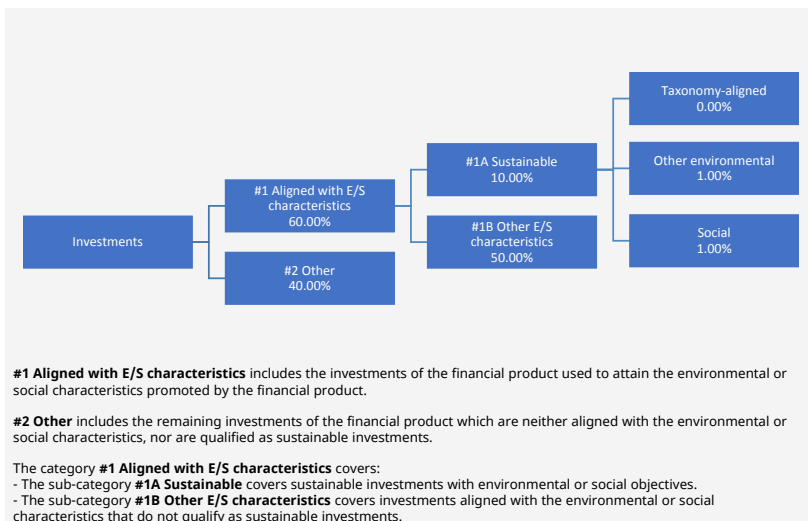 Taxonomy-aligned
0.00%
#1A Sustainable
10.00%
Other environmental
1.00%
#1 Aligned with E/S
characteristics
60.00%
Investments
#1B Other E/S
characteristics
50.00%
Social
1.00%
#2 Other
40.00%
#1 Aligned with E/S characteristics includes the investments of the financial product used to attain the environmental or
social characteristics promoted by the financial product.
#2 Other includes the remaining investments of the financial product which are neither aligned with the environmental or
social characteristics, nor are qualified as sustainable investments.
The category #1 Aligned with E/S characteristics covers:
- The sub-category #1A Sustainable covers sustainable investments with environmental or social objectives.
- The sub-category #1B Other E/S characteristics covers investments aligned with the environmental or social
characteristics that do not qualify as sustainable investments.